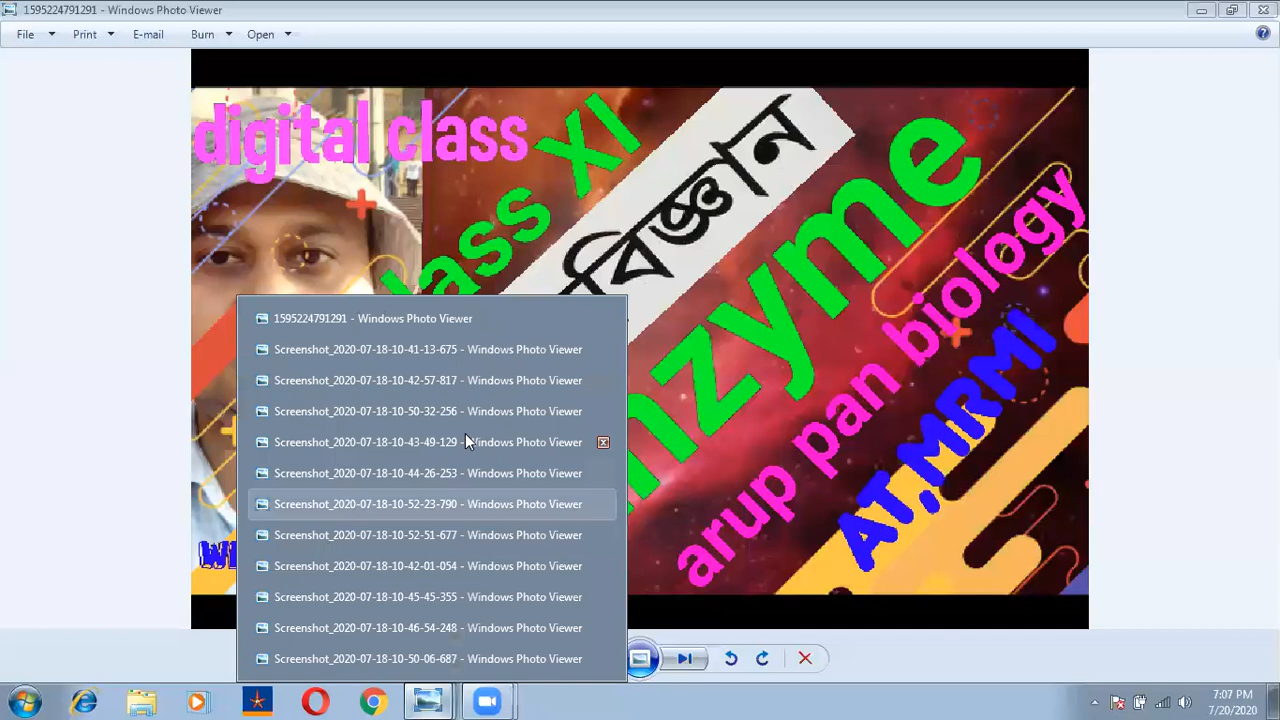 1595224791291 - Windows Photo Viewer
File Print E-mail Burn Open
digital class
class XI
বিজ্ঞান
enzyme
arup pan biology
AT,MRMI
1595224791291 - Windows Photo Viewer
Screenshot_2020-07-18-10-41-13-675 - Windows Photo Viewer
Screenshot_2020-07-18-10-42-57-817 - Windows Photo Viewer
Screenshot_2020-07-18-10-50-32-256 - Windows Photo Viewer
Screenshot_2020-07-18-10-43-49-129 - Windows Photo Viewer
Screenshot_2020-07-18-10-44-26-253 - Windows Photo Viewer
Screenshot_2020-07-18-10-52-23-790 - Windows Photo Viewer
Screenshot_2020-07-18-10-52-51-677 - Windows Photo Viewer
Screenshot_2020-07-18-10-42-01-054 - Windows Photo Viewer
Screenshot_2020-07-18-10-45-45-355 - Windows Photo Viewer
Screenshot_2020-07-18-10-46-54-248 - Windows Photo Viewer
Screenshot_2020-07-18-10-50-06-687 - Windows Photo Viewer
7:07 PM
7/20/2020